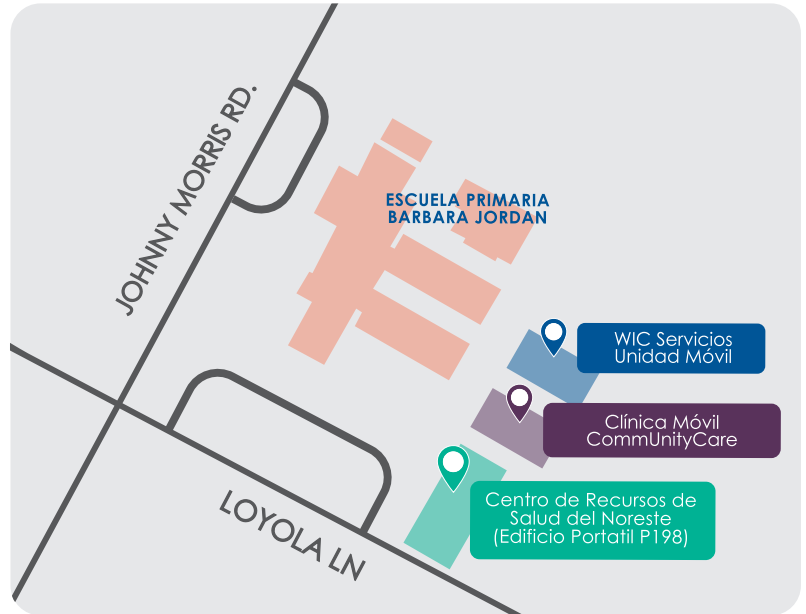 JOHNNY MORRIS RD.
ESCUELA PRIMARIA
BARBARA JORDAN
WIC Servicios
Unidad Móvil
Clínica Móvil
CommUnityCare
LOYOLA LN
Centro de Recursos de
Salud del Noreste
(Edificio Portatil P198)